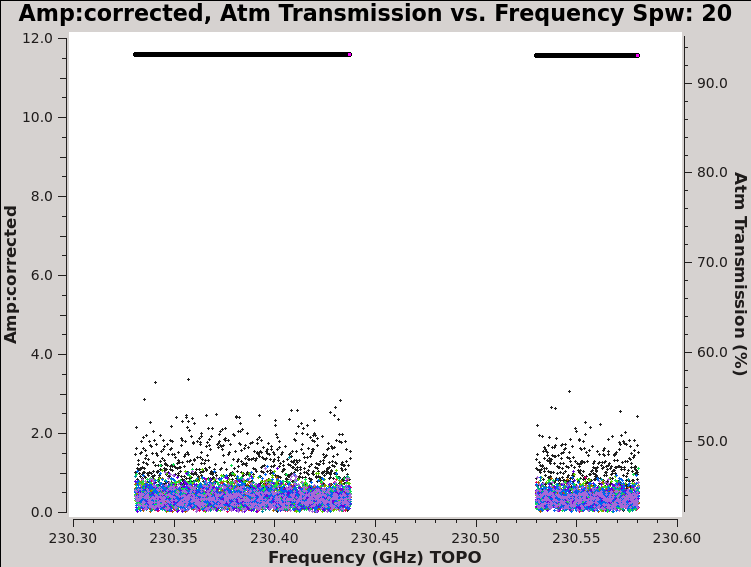 Amp:corrected, Atm Transmission vs. Frequency Spw: 20
12.0
10.0
8.0
6.0
4.0
2.0
0.0
Amp:corrected
90.0
80.0
70.0
60.0
50.0
Atm Transmission (%)
230.30 230.35 230.40 230.45 230.50 230.55 230.60
Frequency (GHz) TOPO